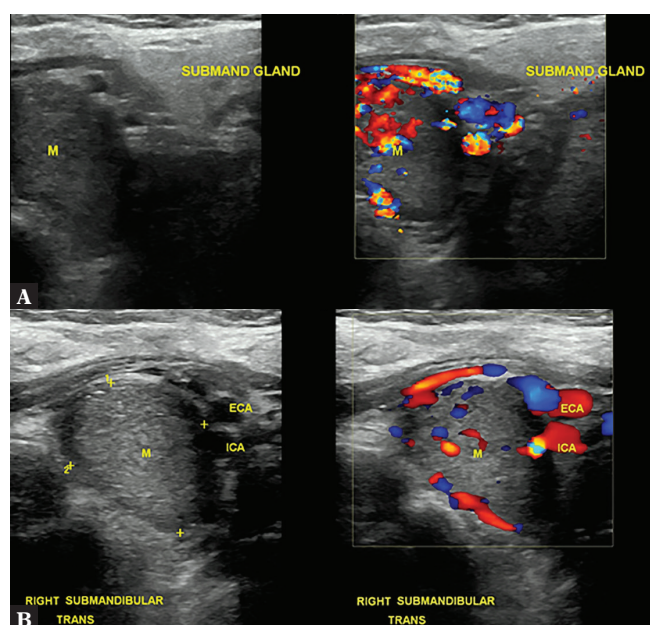 SUBMAND GLAND
SUBMAND GLAND
M
M
A
1
ECA
ECA
ICA
ICA
M
M
2
RIGHT SUBMANDIBULAR
TRANS
RIGHT SUBMANDIBULAR
TRANS
B